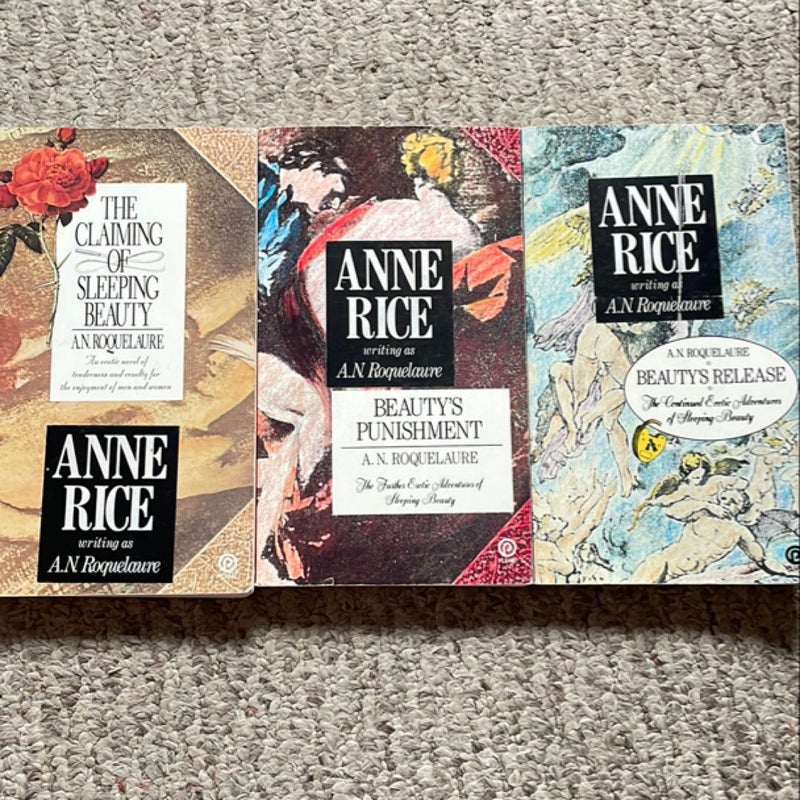 THE
CLAIMING
OF
SLEEPING
BEAUTY
A.N. ROQUELAURE
An erotic novel of
tenderness and cruelty for
the enjoyment of men and women
ANNE
RICE
writing as
A.N. Roquelaure
ANNE
RICE
writing as
A.N. Roquelaure
BEAUTY'S
PUNISHMENT
A. N. ROQUELAURE
The Further Erotic Adventures of
Sleeping Beauty
ANNE
RICE
writing as
A.N. Roquelaure
A.N. ROQUELAURE
BEAUTY'S RELEASE
The Continued Erotic Adventures
of Sleeping Beauty